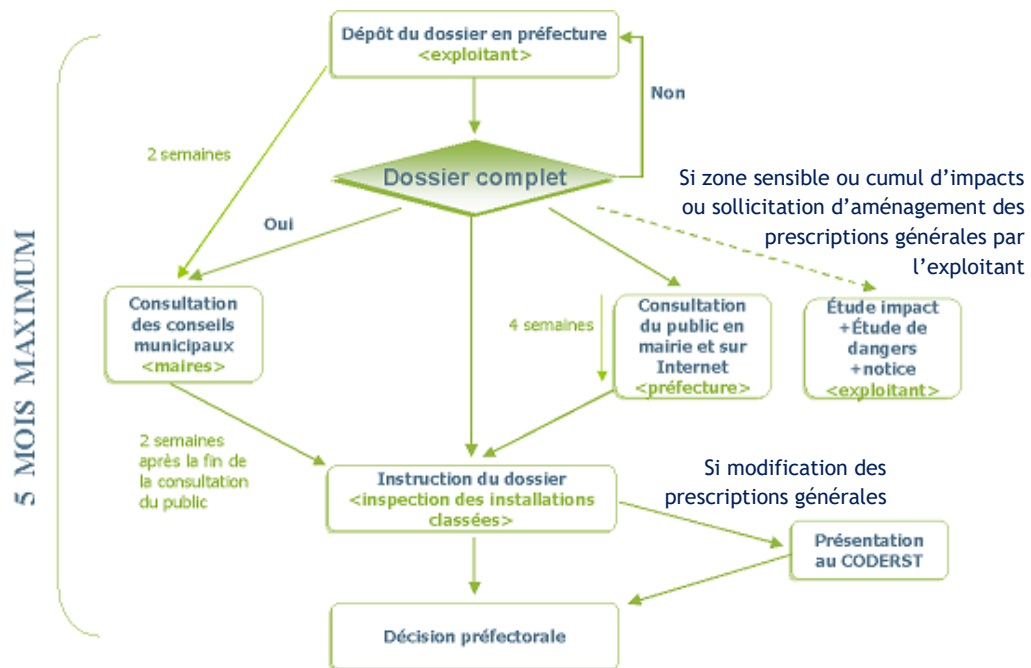 Dépôt du dossier en préfecture
<exploitant>
Non
2 semaines
Dossier complet
Si zone sensible ou cumul d’impacts
ou sollicitation d’aménagement des
prescriptions générales par
l’exploitant
Oui
5 MOIS MAXIMUM
Consultation
des conseils
municipaux
<maires>
4 semaines
Consultation
du public en
mairie et sur
Internet
<préfecture>
Étude impact
+Étude de
dangers
+notice
<exploitant>
2 semaines
après la fin de
la consultation
du public
Instruction du dossier
<inspection des installations
classées>
Si modification des
prescriptions générales
Présentation
au CODERST
Décision préfectorale